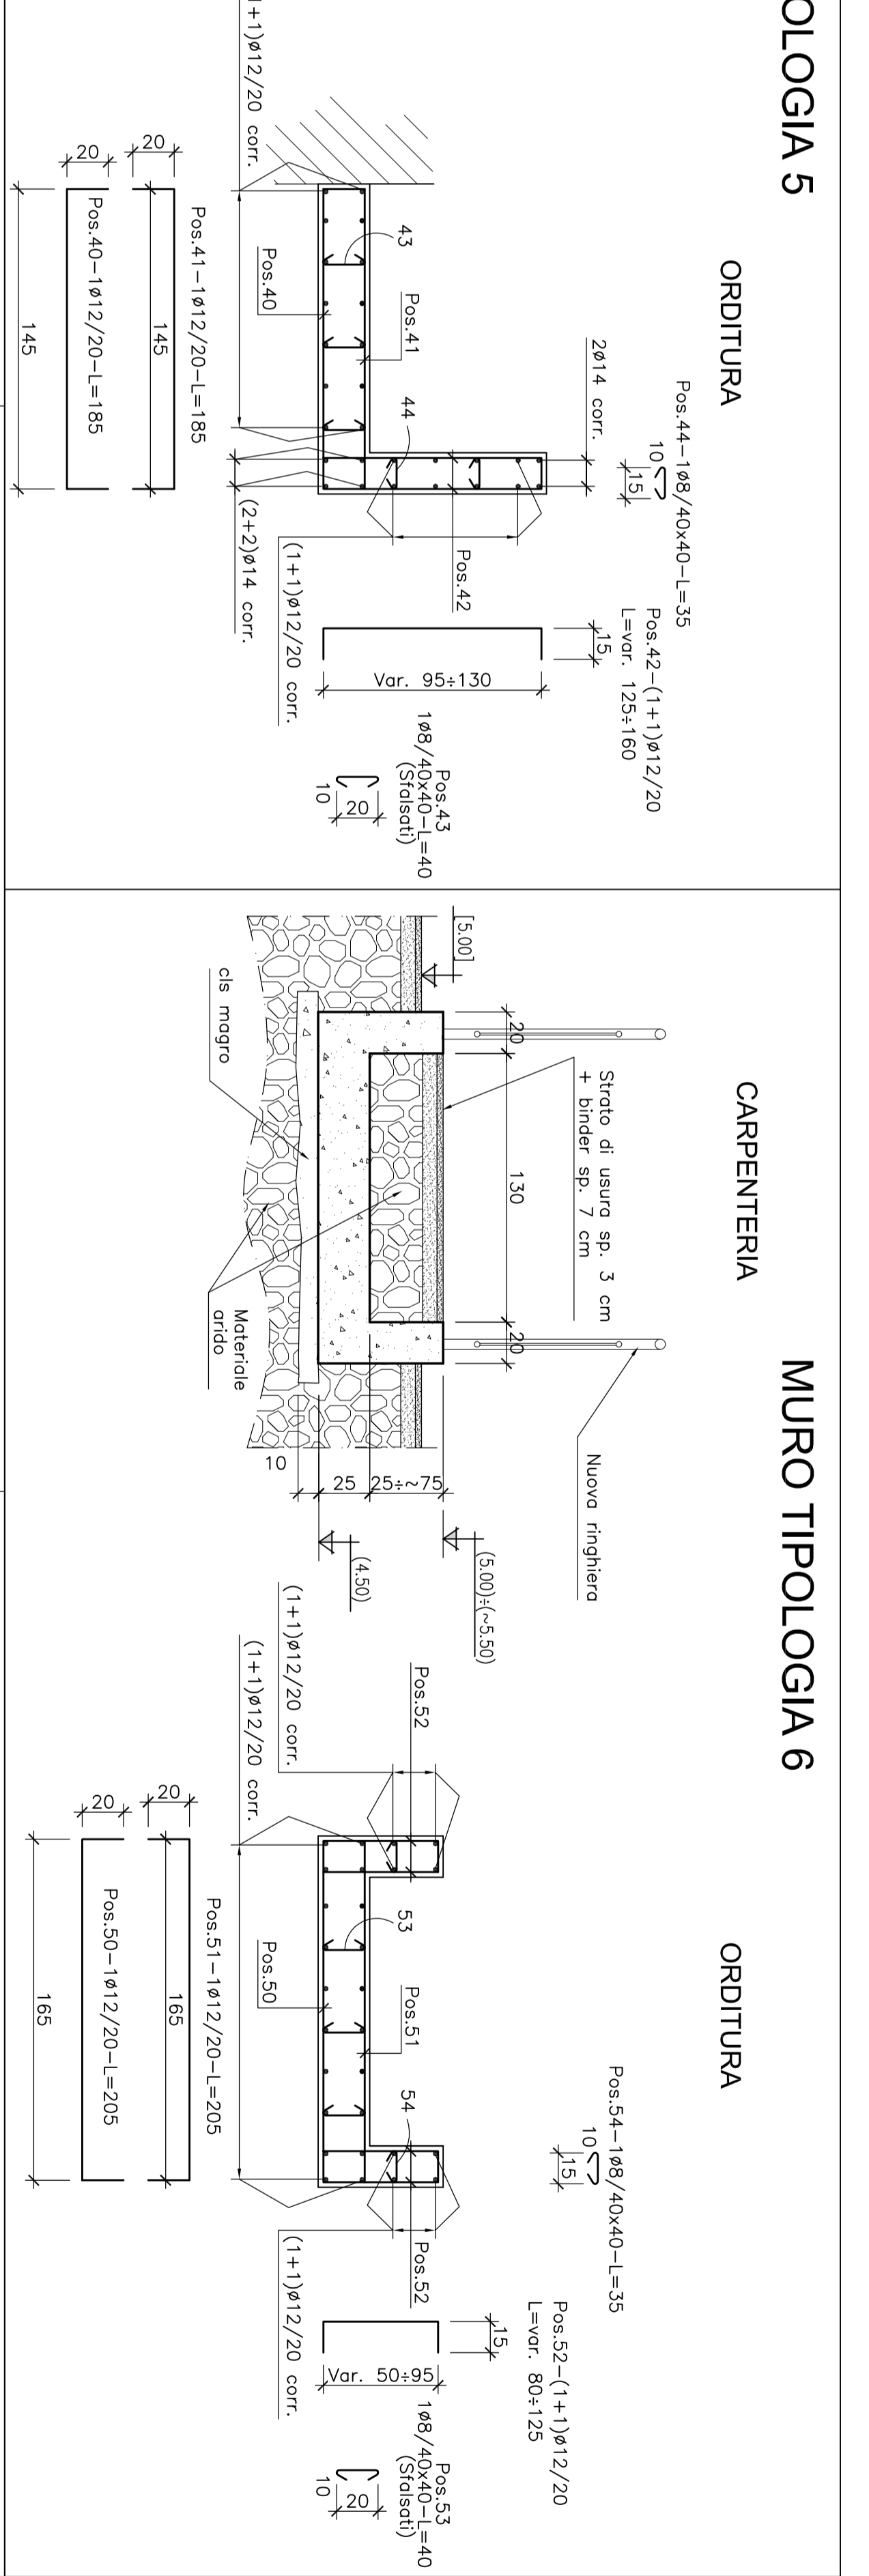 OLOGIA 5
ORDITURA
Pos.44-1ø8/40x40-L=35
10
15
2ø14 corr.
Pos.42-(1+1)ø12/20
L=var. 125÷160
15
43
Pos.41
44
Pos.40
Pos.42
Var. 95÷130
Pos.43
1ø8/40x40-L=40
(Sfalsati)
20
10
1+1)ø12/20 corr.
(2+2)ø14 corr.
(1+1)ø12/20 corr.
Pos.41-1ø12/20-L=185
20
145
Pos.40-1ø12/20-L=185
20
145
MURO TIPOLOGIA 6
CARPENTERIA
Strato di usura sp. 3 cm
+ binder sp. 7 cm
Nuova ringhiera
20
130
20
[5.00]
(5.00)÷(~5.50)
(4.50)
25÷~75
25
10
cls magro
Materiale
arido
ORDITURA
Pos.54-1ø8/40x40-L=35
10
15
Pos.52-(1+1)ø12/20
L=var. 80÷125
15
Pos.52
53
Pos.51
54
Pos.52
Pos.50
(1+1)ø12/20 corr.
(1+1)ø12/20 corr.
(1+1)ø12/20 corr.
Var. 50÷95
Pos.53
1ø8/40x40-L=40
(Sfalsati)
20
10
Pos.51-1ø12/20-L=205
20
165
Pos.50-1ø12/20-L=205
20
165